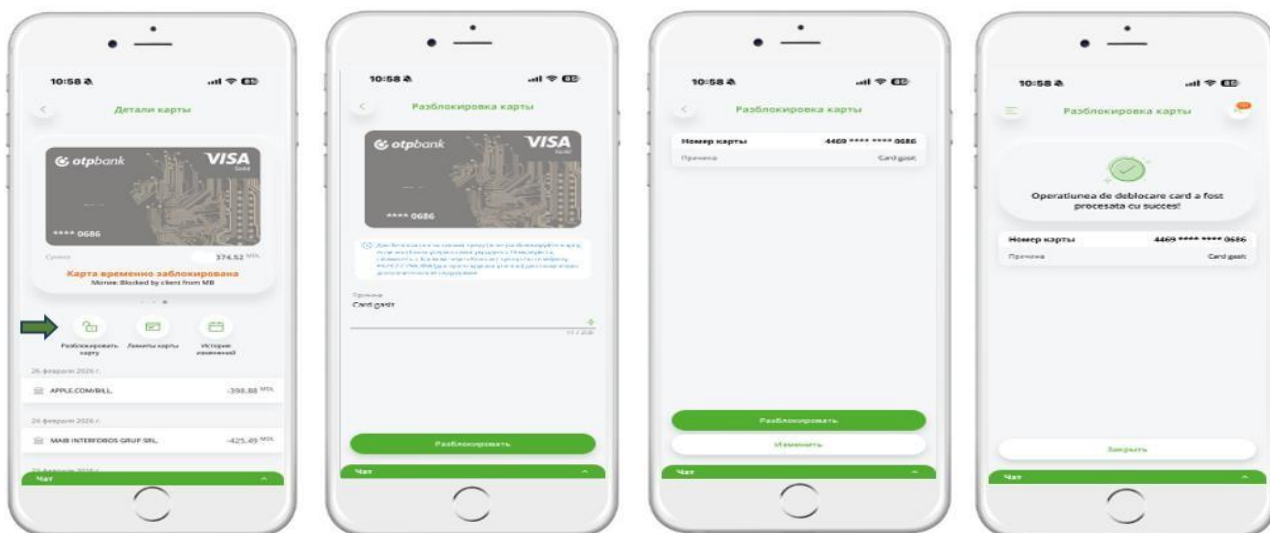 10:58
Детали карты
otpbank
VISA
Gold
**** 0686
Сумма 374.52 MDL
Карта временно заблокирована
Мотив: Blocked by client from MB
Разблокировать карту
Лимиты карты
История изменений
26 февраля 2026 г.
APPLE.COM/BILL, -398.88 MDL
24 февраля 2026 г.
MAIB INTERFOBOS GRUP SRL, -425.49 MDL
Чат
10:58
Разблокировка карты
otpbank
VISA
Gold
**** 0686
Причина
Card gasit
Разблокировать
Чат
10:58
Разблокировка карты
Номер карты 4469 **** **** 0686
Причина Card gasit
Разблокировать
Изменить
Чат
10:58
Разблокировка карты
Operatiunea de deblocare card a fost
procesata cu succes!
Номер карты 4469 **** **** 0686
Причина Card gasit
Закрыть
Чат